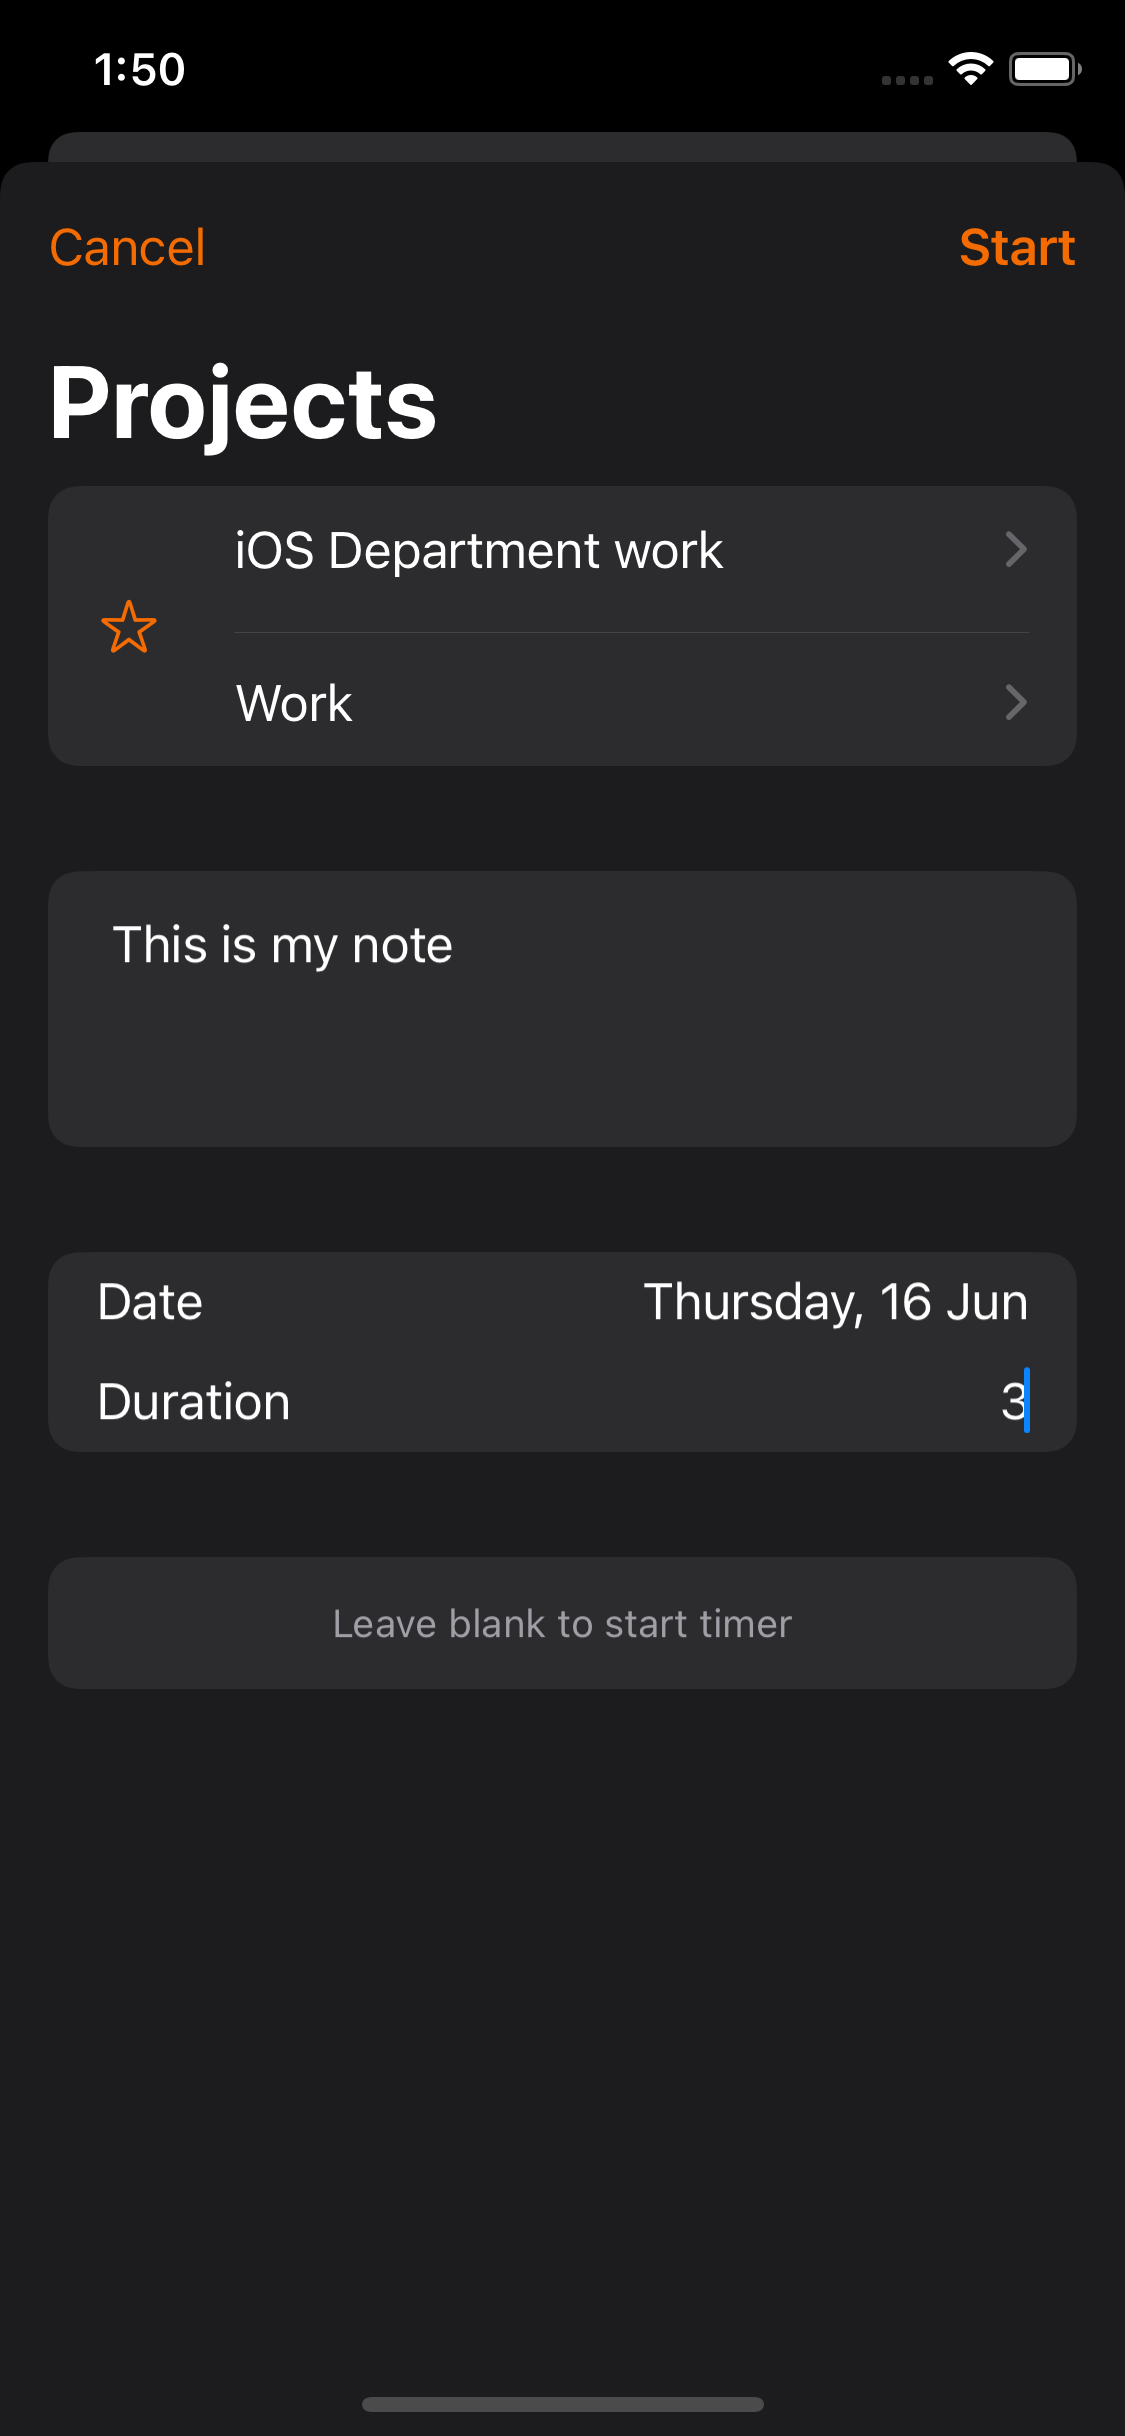 1:50
Cancel Start
Projects
iOS Department work
Work
This is my note
Date Thursday, 16 Jun
Duration 3
Leave blank to start timer